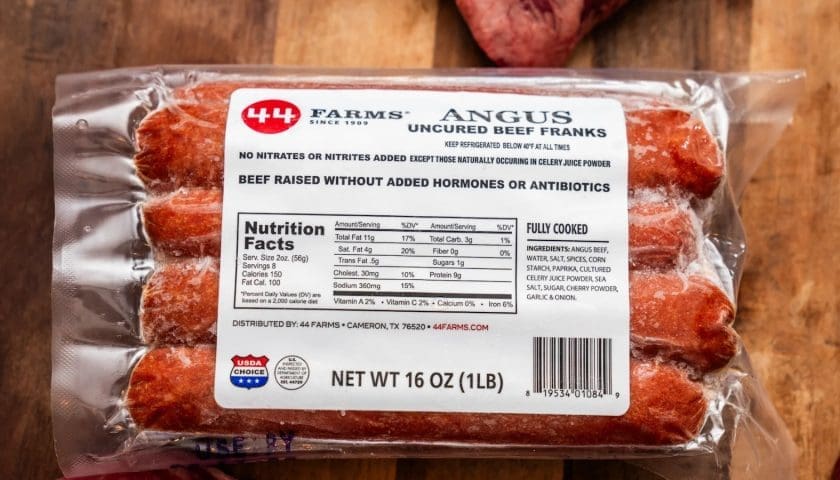 44 FARMS®
SINCE 1909
ANGUS
UNCURED BEEF FRANKS
KEEP REFRIGERATED BELOW 40°F AT ALL TIMES
NO NITRATES OR NITRITES ADDED EXCEPT THOSE NATURALLY OCCURING IN CELERY JUICE POWDER
BEEF RAISED WITHOUT ADDED HORMONES OR ANTIBIOTICS
Nutrition
Facts
Serv. Size 2oz. (56g)
Servings 8
Calories 150
Fat Cal. 100
*Percent Daily Values (DV) are
based on a 2,000 calorie diet
Amount/Serving %DV* Amount/Serving %DV*
Total Fat 11g 17% Total Carb. 3g 1%
Sat. Fat 4g 20% Fiber 0g 0%
Trans Fat .5g Sugars 1g
Cholest. 30mg 10% Protein 9g
Sodium 360mg 15%
Vitamin A 2% • Vitamin C 2% • Calcium 0% • Iron 6%
FULLY COOKED
INGREDIENTS: ANGUS BEEF,
WATER, SALT, SPICES, CORN
STARCH, PAPRIKA, CULTURED
CELERY JUICE POWDER, SEA
SALT, SUGAR, CHERRY POWDER,
GARLIC & ONION.
DISTRIBUTED BY: 44 FARMS • CAMERON, TX 76520 • 44FARMS.COM
USDA
CHOICE
U.S.
INSPECTED
AND PASSED BY
DEPARTMENT OF
AGRICULTURE
NET WT 16 OZ (1LB)
8 19534 01084 9
USE BY